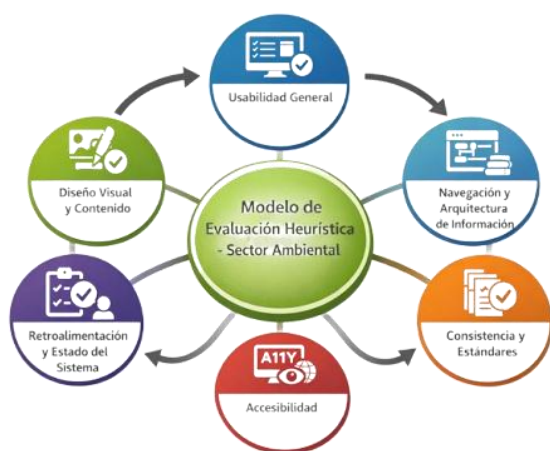 Usabilidad General
Diseño Visual
y Contenido
Navegación y
Arquitectura
de Información
Modelo de
Evaluación Heurística
- Sector Ambiental
Retroalimentación
y Estado del
Sistema
Consistencia y
Estándares
A11Y
Accesibilidad